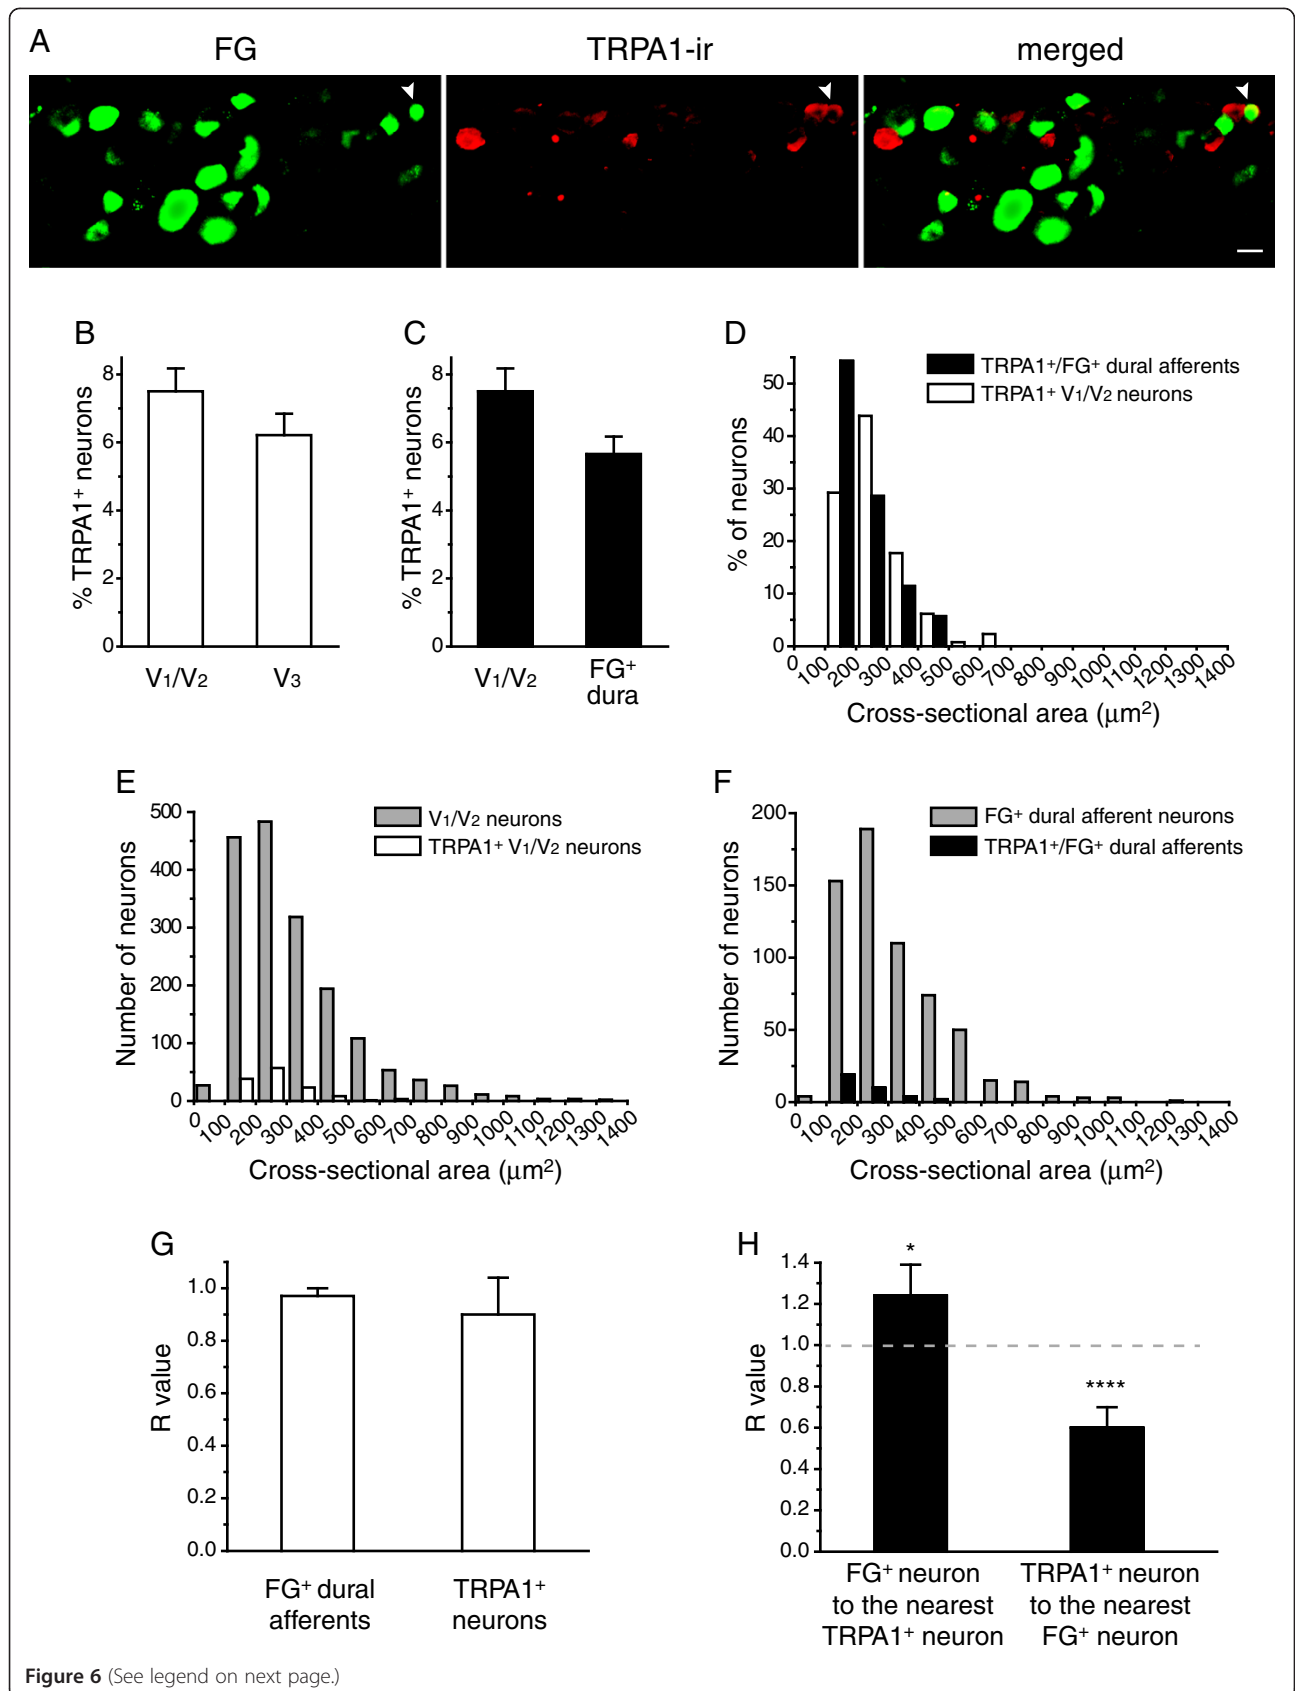 A
FG
TRPA1-ir
merged
B
% TRPA1+ neurons
8
6
4
2
0
V1/V2
V3
C
% TRPA1+ neurons
8
6
4
2
0
V1/V2
FG+
dura
D
TRPA1+/FG+ dural afferents
TRPA1+ V1/V2 neurons
% of neurons
50
40
30
20
10
0
0 100 200 300 400 500 600 700 800 900 1000 1100 1200 1300 1400
Cross-sectional area (μm2)
E
V1/V2 neurons
TRPA1+ V1/V2 neurons
Number of neurons
500
400
300
200
100
0
0 100 200 300 400 500 600 700 800 900 1000 1100 1200 1300 1400
Cross-sectional area (μm2)
F
FG+ dural afferent neurons
TRPA1+/FG+ dural afferents
Number of neurons
200
150
100
50
0
0 100 200 300 400 500 600 700 800 900 1000 1100 1200 1300 1400
Cross-sectional area (μm2)
G
R value
1.0
0.8
0.6
0.4
0.2
0.0
FG+ dural
afferents
TRPA1+
neurons
H
R value
1.4
1.2
1.0
0.8
0.6
0.4
0.2
0.0
*
****
FG+ neuron
to the nearest
TRPA1+ neuron
TRPA1+ neuron
to the nearest
FG+ neuron
Figure 6 (See legend on next page.)